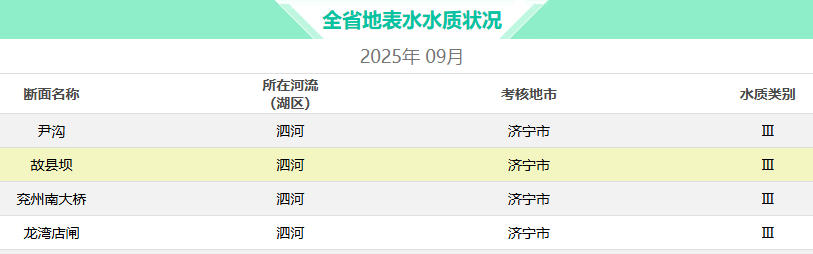 全省地表水水质状况
2025年 09月
断面名称 所在河流（湖区） 考核地市 水质类别
尹沟 泗河 济宁市 Ⅲ
故县坝 泗河 济宁市 Ⅲ
兖州南大桥 泗河 济宁市 Ⅲ
龙湾店闸 泗河 济宁市 Ⅲ